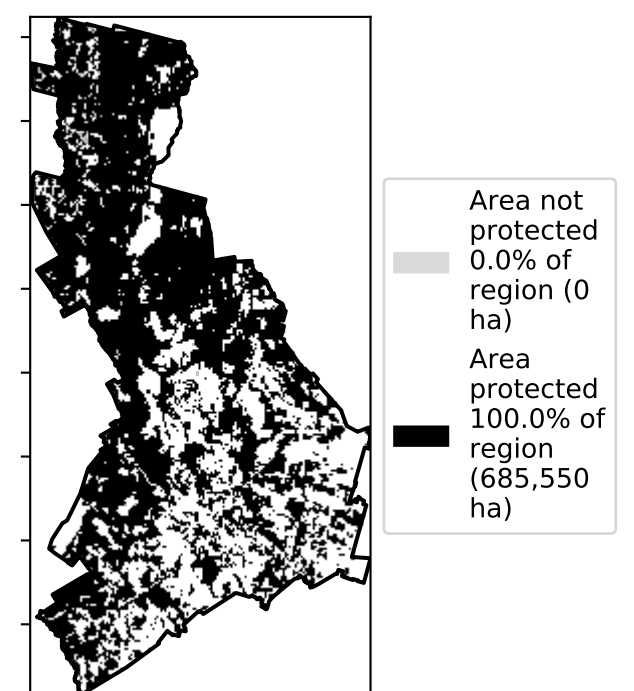 Area not
protected
0.0% of
region (0
ha)
Area
protected
100.0% of
region
(685,550
ha)